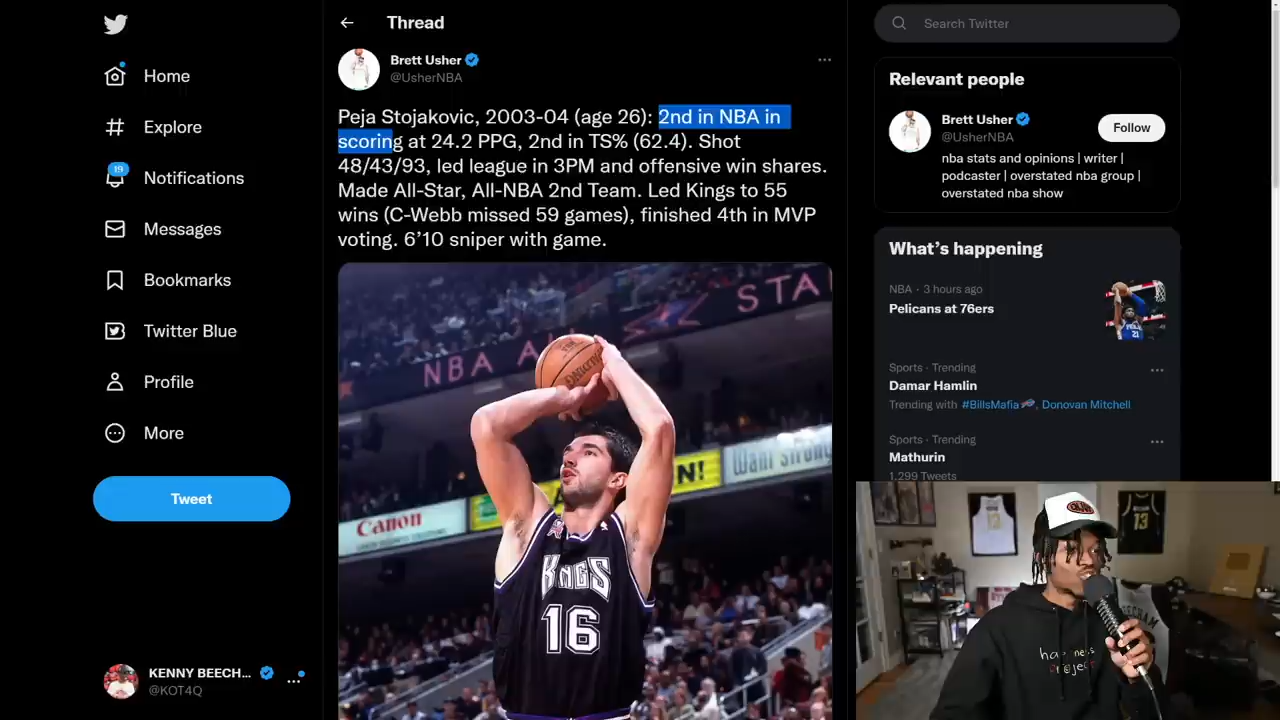 Home
Explore
19
Notifications
Messages
Bookmarks
Twitter Blue
Profile
More
Tweet
KENNY BEECH...
@KOT4Q
...
Thread
Brett Usher
@UsherNBA
Peja Stojakovic, 2003-04 (age 26): 2nd in NBA in
scoring at 24.2 PPG, 2nd in TS% (62.4). Shot
48/43/93, led league in 3PM and offensive win shares.
Made All-Star, All-NBA 2nd Team. Led Kings to 55
wins (C-Webb missed 59 games), finished 4th in MVP
voting. 6’10 sniper with game.
NBA A
STA
Canon
Want Stron
KINGS
16
Search Twitter
Relevant people
Brett Usher
@UsherNBA
Follow
nba stats and opinions | writer |
podcaster | overstated nba group |
overstated nba show
What’s happening
NBA · 3 hours ago
Pelicans at 76ers
21
Sports · Trending
Damar Hamlin
Trending with #BillsMafia, Donovan Mitchell
Sports · Trending
Mathurin
1,299 Tweets
13